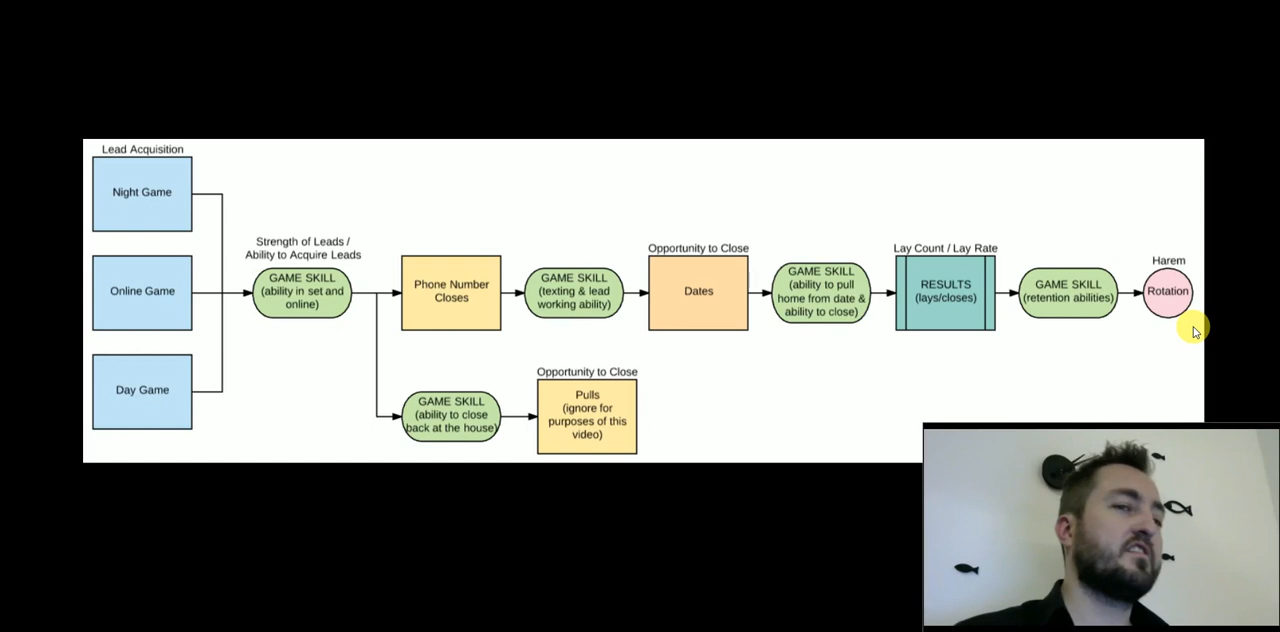 Lead Acquisition
Night Game
Online Game
Day Game
Strength of Leads /
Ability to Acquire Leads
GAME SKILL
(ability in set and
online)
Phone Number
Closes
GAME SKILL
(texting & lead
working ability)
Opportunity to Close
Dates
GAME SKILL
(ability to pull
home from date &
ability to close)
Lay Count / Lay Rate
RESULTS
(lays/closes)
GAME SKILL
(retention abilities)
Harem
Rotation
GAME SKILL
(ability to close
back at the house)
Opportunity to Close
Pulls
(ignore for
purposes of this
video)